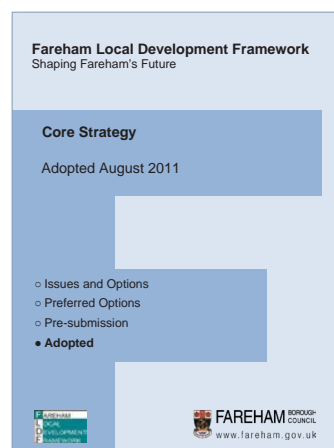 Fareham Local Development Framework
Shaping Fareham's Future
Core Strategy
Adopted August 2011
○ Issues and Options
○ Preferred Options
○ Pre-submission
● Adopted
FAREHAM
LOCAL
DEVELOPMENT
FRAMEWORK
FAREHAM BOROUGH COUNCIL
www.fareham.gov.uk